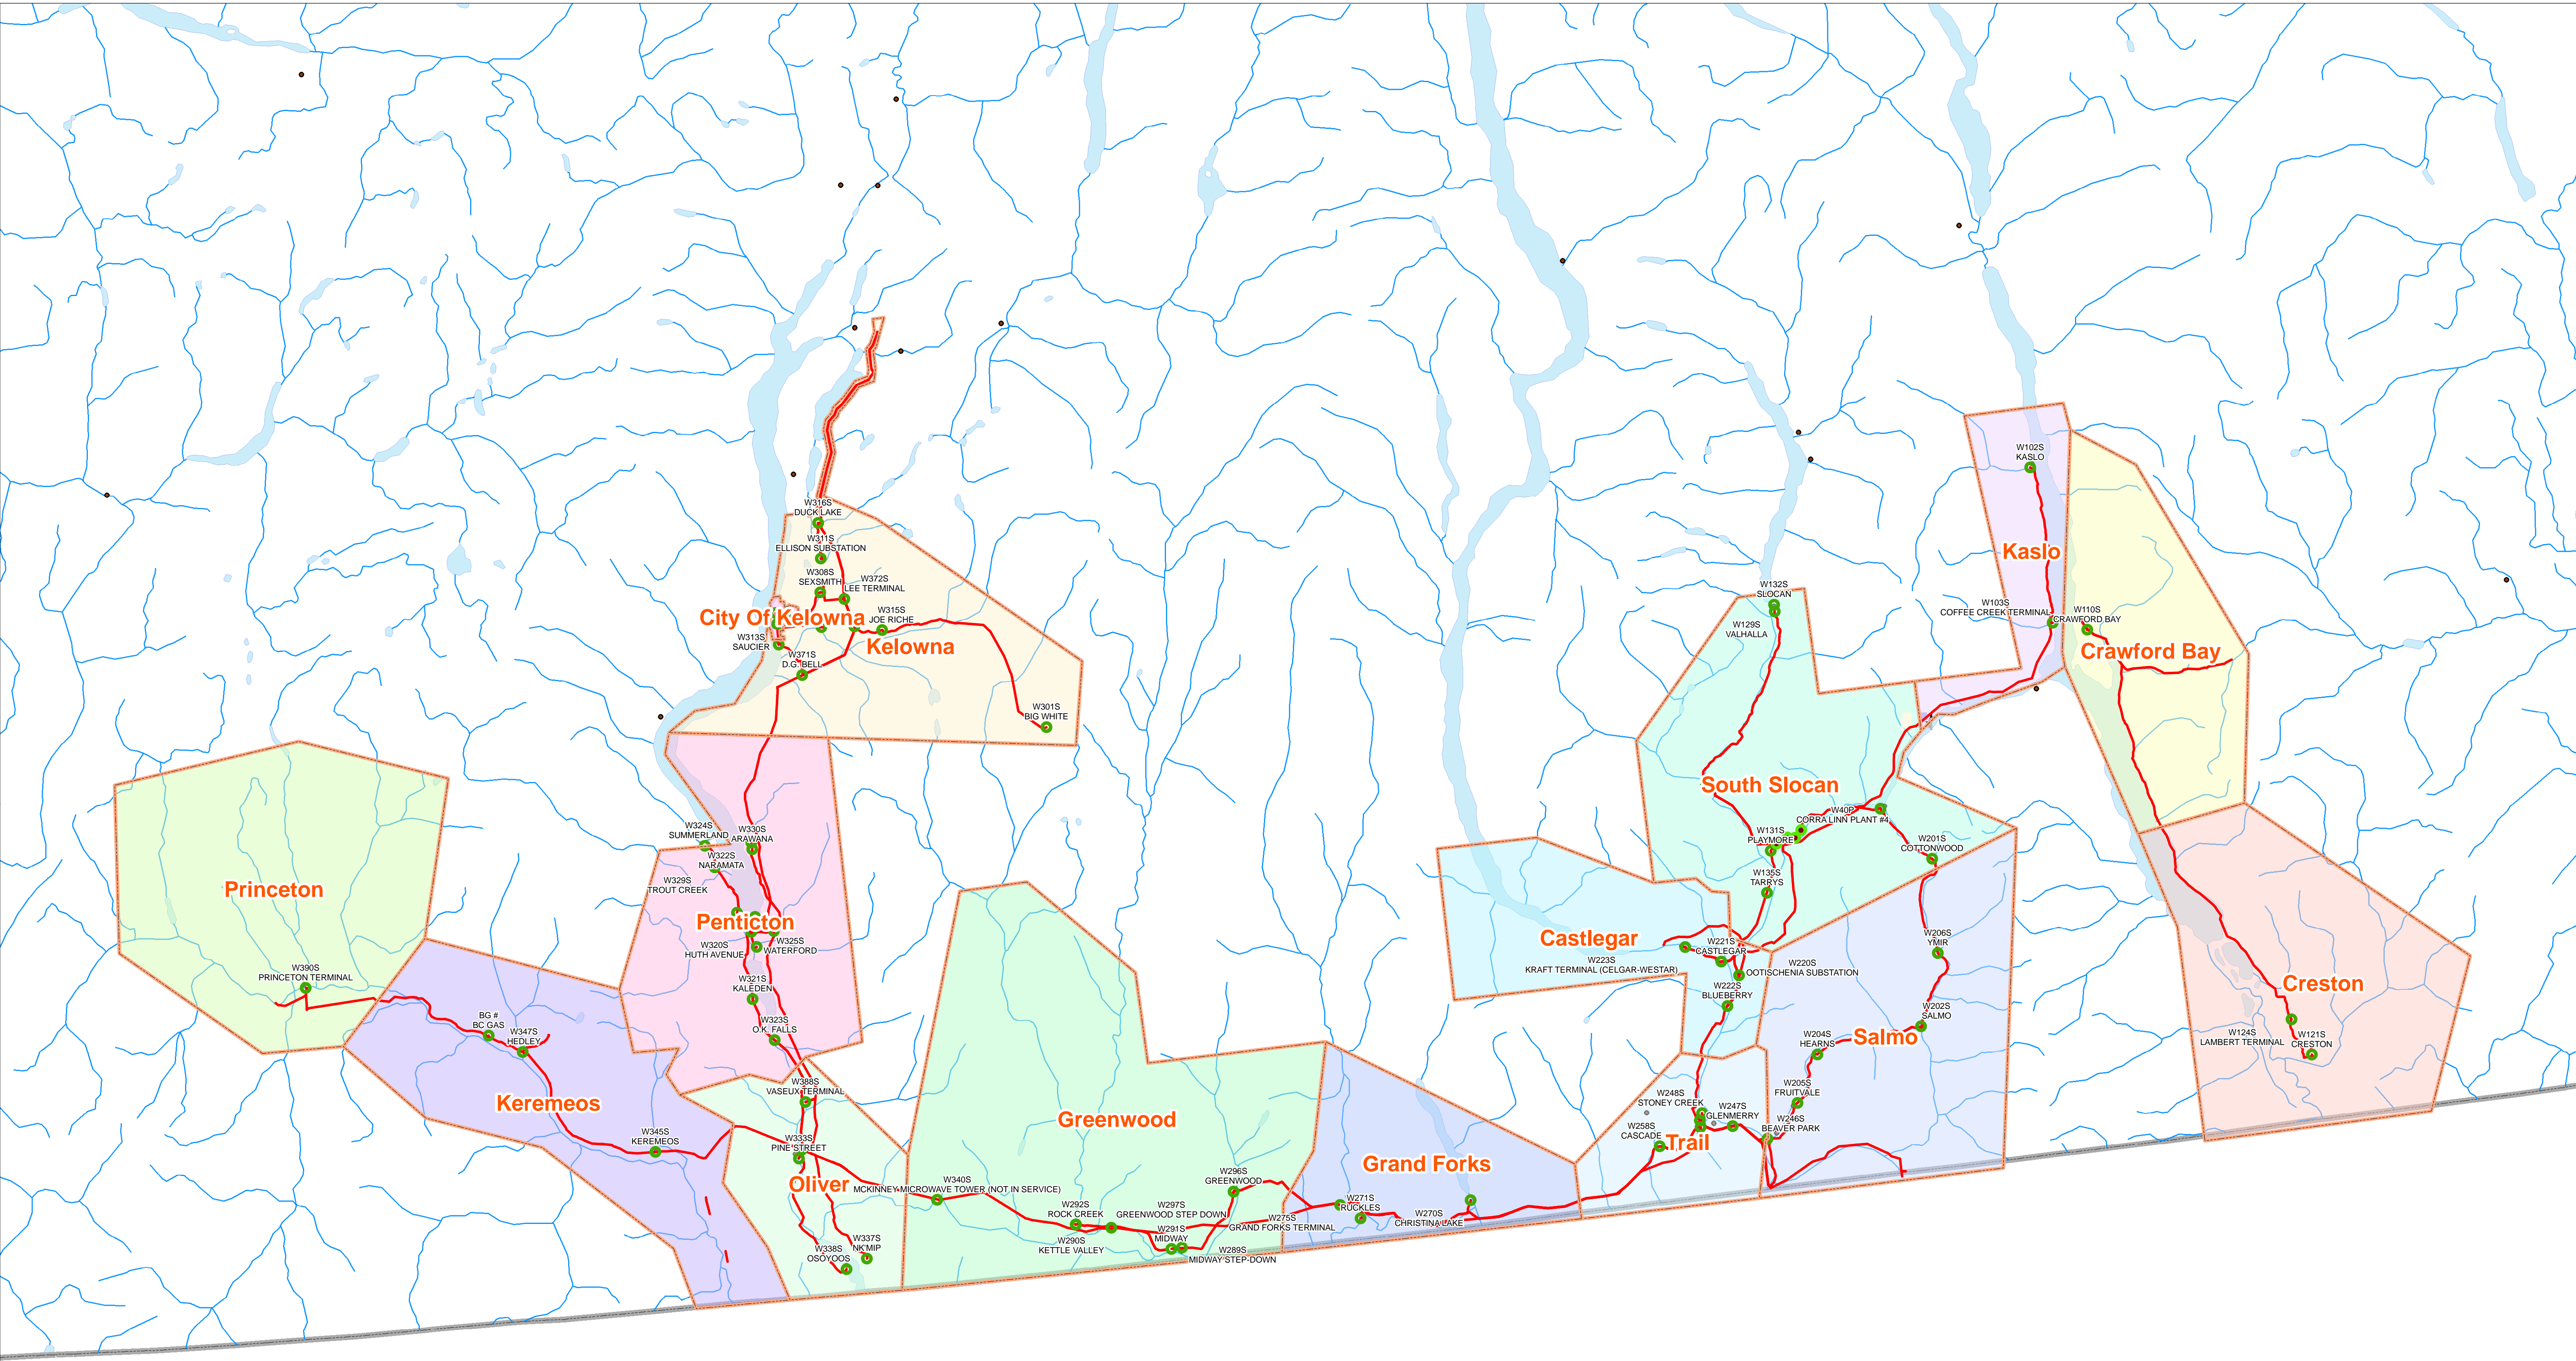 W102S
KASLO
W316S
DUCK LAKE
W311S
ELLISON SUBSTATION
Kaslo
W308S
SEXSMITH
W372S
LEE TERMINAL
W132S
SLOCAN
W103S
COFFEE CREEK TERMINAL
W110S
CRAWFORD BAY
City Of Kelowna
W315S
JOE RICHE
W129S
VALHALLA
W313S
SAUCIER
Kelowna
Crawford Bay
W371S
D.G. BELL
W301S
BIG WHITE
South Slocan
W40P
CORRA LINN PLANT #4
W324S
SUMMERLAND
W330S
ARAWANA
W131S
PLAYMORE
W201S
COTTONWOOD
W322S
NARAMATA
W329S
TROUT CREEK
W135S
TARRYS
Princeton
Penticton
W320S
HUTH AVENUE
W325S
WATERFORD
Castlegar
W221S
CASTLEGAR
W206S
YMIR
W223S
KRAFT TERMINAL (CELGAR-WESTAR)
W220S
OOTISCHENIA SUBSTATION
W390S
PRINCETON TERMINAL
W321S
KALEDEN
Creston
W222S
BLUEBERRY
BG #
BC GAS
W347S
HEDLEY
W323S
O.K. FALLS
W202S
SALMO
W204S
HEARNS
Salmo
W124S
LAMBERT TERMINAL
W121S
CRESTON
W388S
VASEUX TERMINAL
W205S
FRUITVALE
Keremeos
Greenwood
W248S
STONEY CREEK
W247S
GLENMERRY
W246S
BEAVER PARK
W258S
CASCADE
Trail
W345S
KEREMEOS
W333S
PINE STREET
Grand Forks
Oliver
W340S
MCKINNEY MICROWAVE TOWER (NOT IN SERVICE)
W296S
GREENWOOD
W292S
ROCK CREEK
W297S
GREENWOOD STEP DOWN
W271S
RUCKLES
W275S
GRAND FORKS TERMINAL
W270S
CHRISTINA LAKE
W290S
KETTLE VALLEY
W291S
MIDWAY
W289S
MIDWAY STEP-DOWN
W337S
NK'MIP
W338S
OSOYOOS